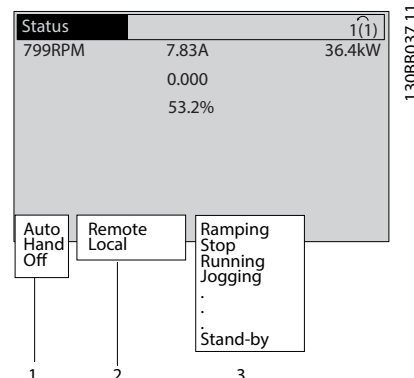 Status 1(1)
799RPM 7.83A 36.4kW
0.000
53.2%
Auto
Hand
Off
Remote
Local
Ramping
Stop
Running
Jogging
.
.
.
Stand-by
1 2 3
130BB037.11